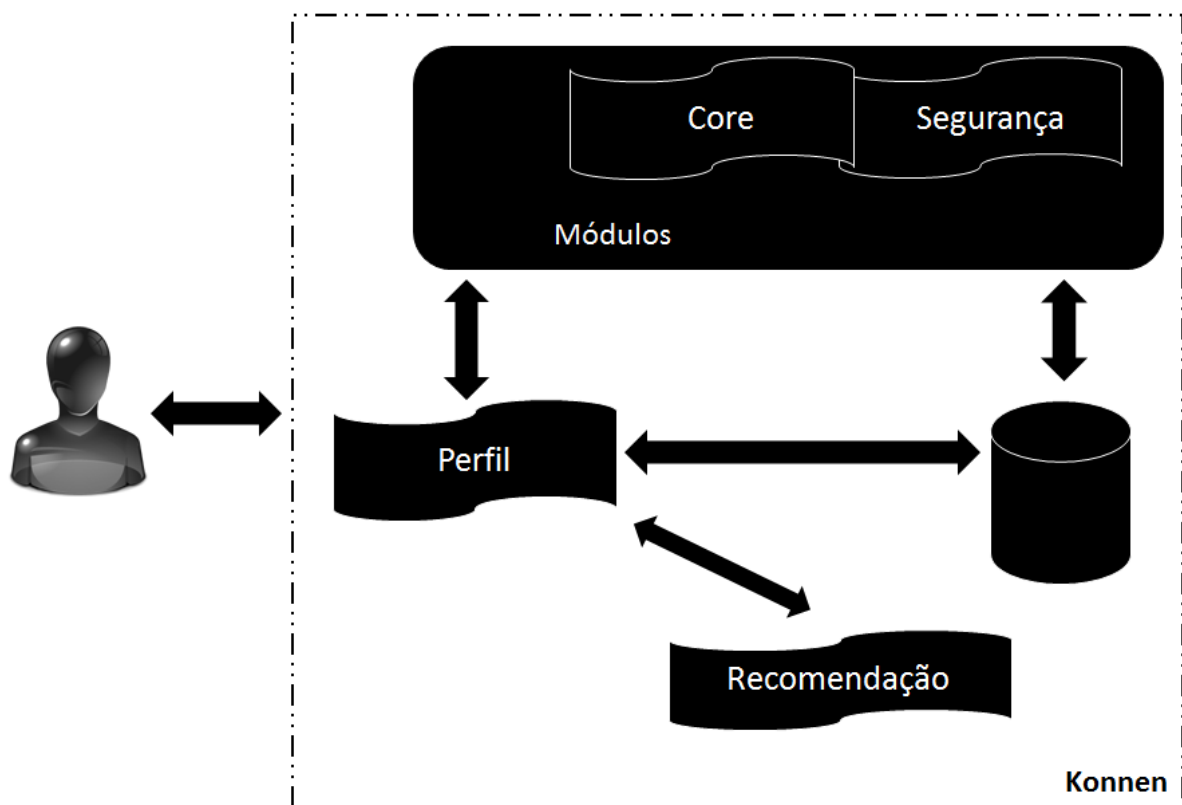 Core
Segurança
Módulos
Perfil
Recomendação
Konnen